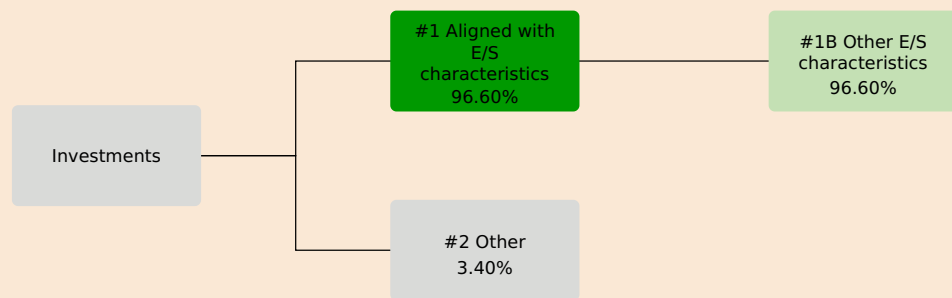 #1 Aligned with
E/S
characteristics
96.60%
#1B Other E/S
characteristics
96.60%
Investments
#2 Other
3.40%